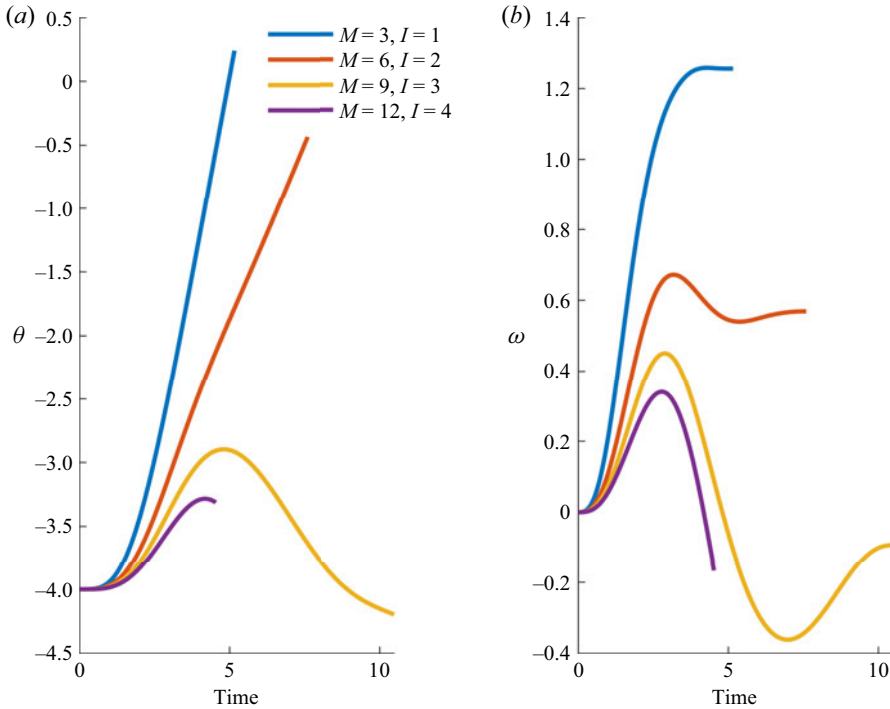 (a)
0.5
0
–0.5
–1.0
–1.5
–2.0
θ
–2.5
–3.0
–3.5
–4.0
–4.5
0
5
10
Time
M = 3, I = 1
M = 6, I = 2
M = 9, I = 3
M = 12, I = 4
(b)
1.4
1.2
1.0
0.8
0.6
ω
0.4
0.2
0
–0.2
–0.4
0
5
10
Time